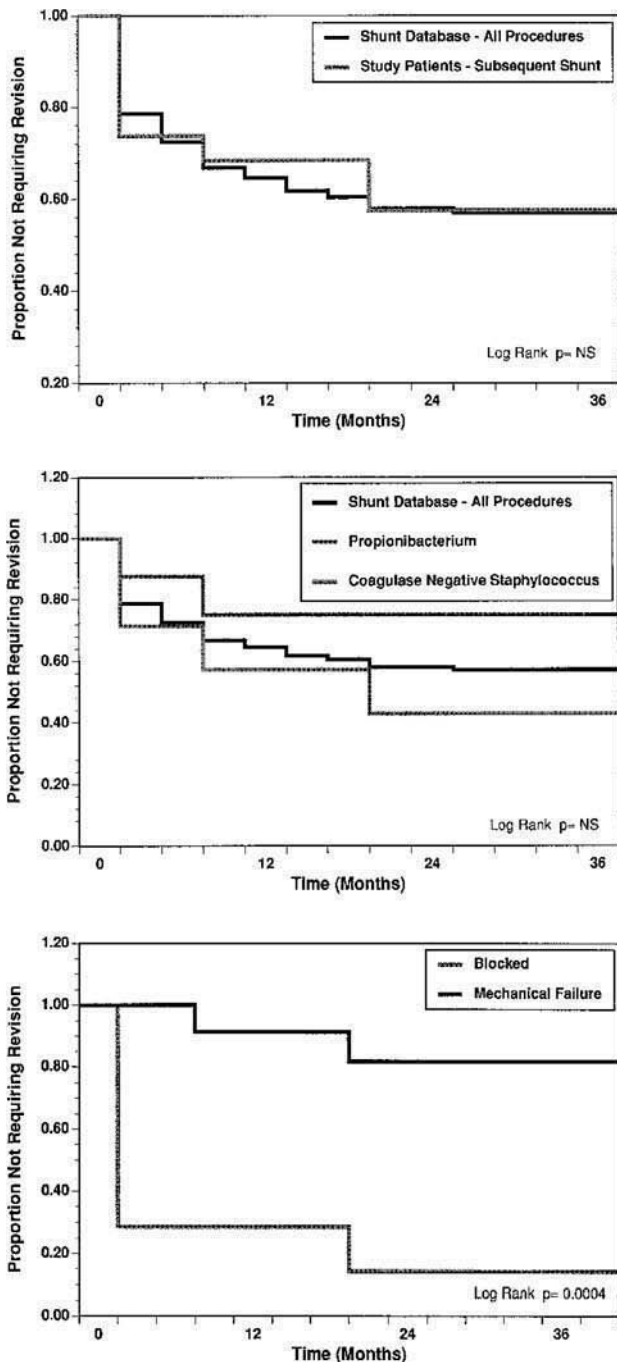 Proportion Not Requiring Revision
1.00
0.80
0.60
0.40
0.20
Shunt Database - All Procedures
Study Patients - Subsequent Shunt
Log Rank p= NS
0 12 24 36
Time (Months)
Proportion Not Requiring Revision
1.20
1.00
0.80
0.60
0.40
0.20
0.00
Shunt Database - All Procedures
Propionibacterium
Coagulase Negative Staphylococcus
Log Rank p= NS
0 12 24 36
Time (Months)
Proportion Not Requiring Revision
1.20
1.00
0.80
0.60
0.40
0.20
0.00
Blocked
Mechanical Failure
Log Rank p= 0.0004
0 12 24 36
Time (Months)